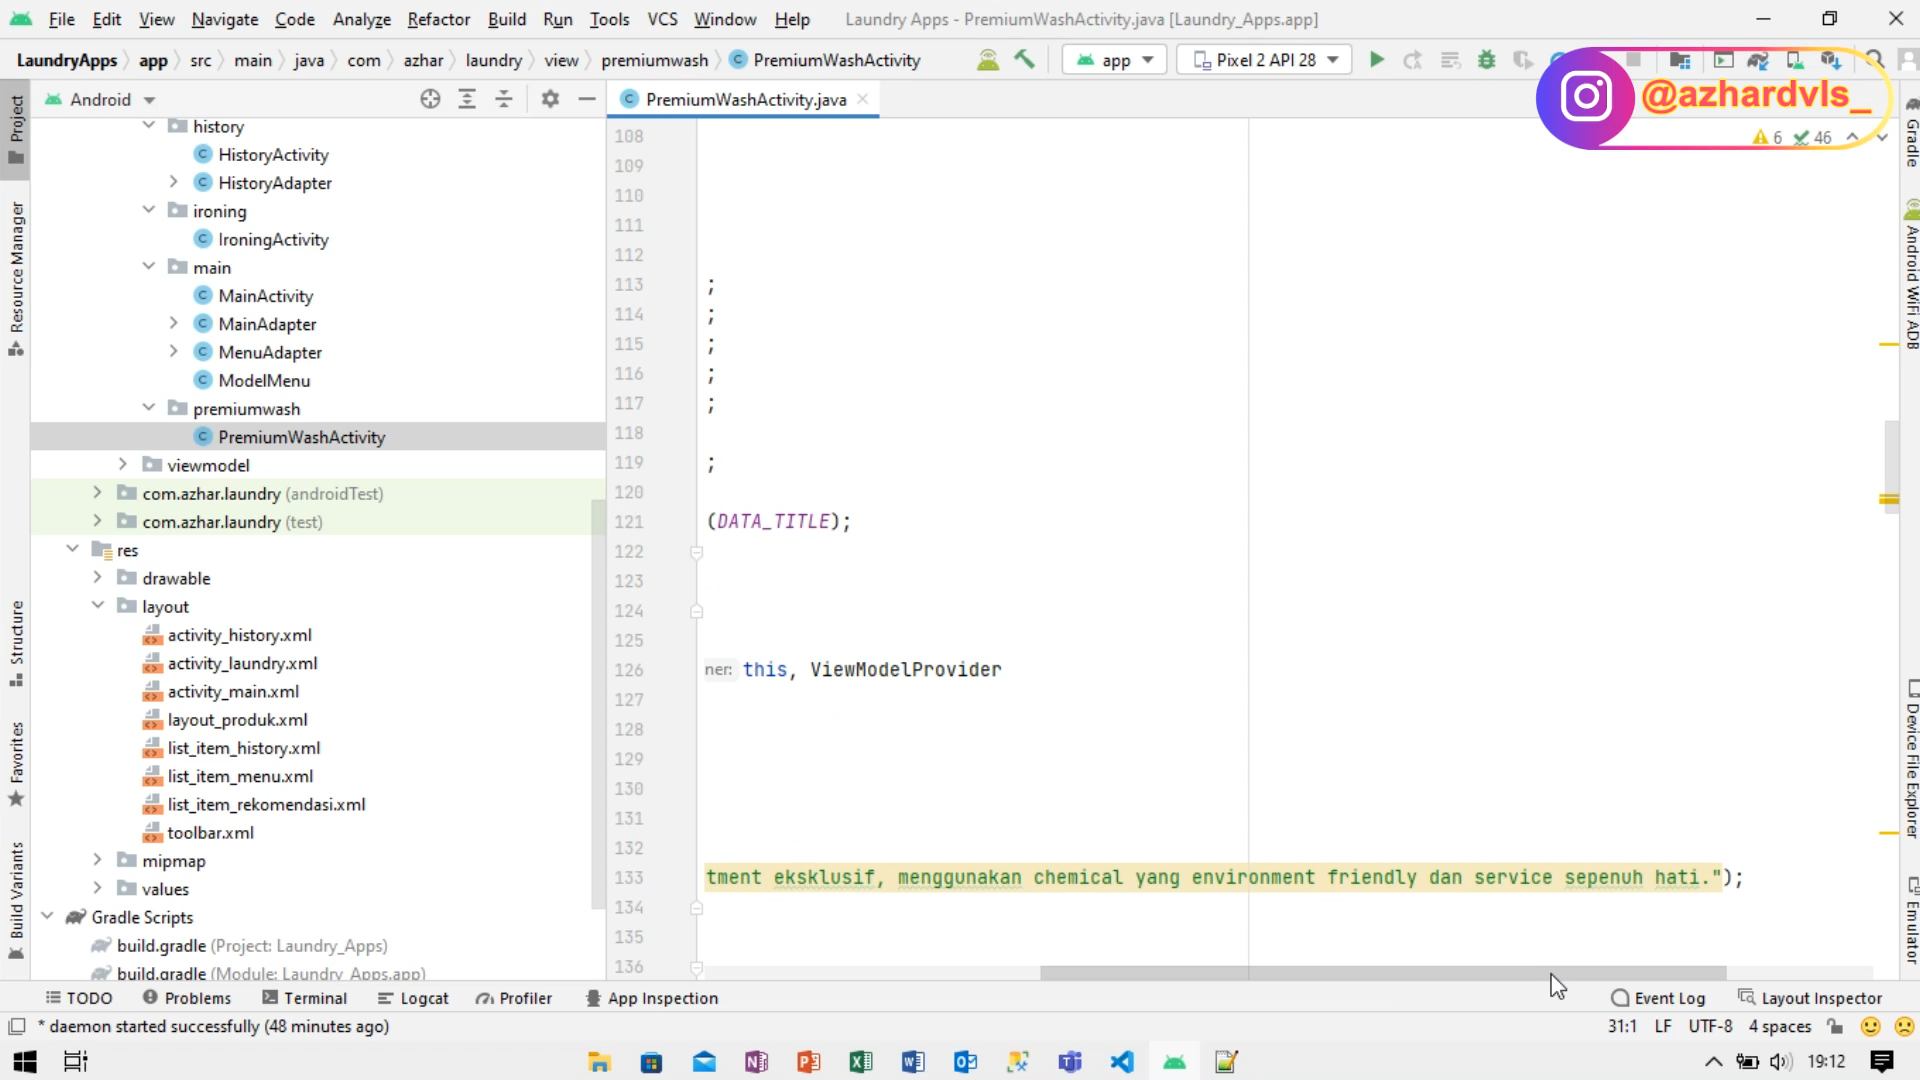 File Edit View Navigate Code Analyze Refactor Build Run Tools VCS Window Help Laundry Apps - PremiumWashActivity.java [Laundry_Apps.app]
LaundryApps app src main java com azhar laundry view premiumwash PremiumWashActivity app Pixel 2 API 28
@azhardvls_
Android PremiumWashActivity.java
6 46
history
HistoryActivity
HistoryAdapter
ironing
IroningActivity
main
MainActivity
MainAdapter
MenuAdapter
ModelMenu
premiumwash
PremiumWashActivity
viewmodel
com.azhar.laundry (androidTest)
com.azhar.laundry (test)
res
drawable
layout
activity_history.xml
activity_laundry.xml
activity_main.xml
layout_produk.xml
list_item_history.xml
list_item_menu.xml
list_item_rekomendasi.xml
toolbar.xml
mipmap
values
Gradle Scripts
build.gradle (Project: Laundry_Apps)
build.gradle (Module: Laundry_Apps.app)
108
109
110
111
112
113 ;
114 ;
115 ;
116 ;
117 ;
118
119 ;
120
121 (DATA_TITLE);
122
123
124
125
126 ner: this, ViewModelProvider
127
128
129
130
131
132
133 tment eksklusif, menggunakan chemical yang environment friendly dan service sepenuh hati.");
134
135
136
Project
Resource Manager
Structure
Favorites
Build Variants
Gradle
Android WiFi ADB
Device File Explorer
Emulator
TODO Problems Terminal Logcat Profiler App Inspection Event Log Layout Inspector
* daemon started successfully (48 minutes ago) 31:1 LF UTF-8 4 spaces
19:12